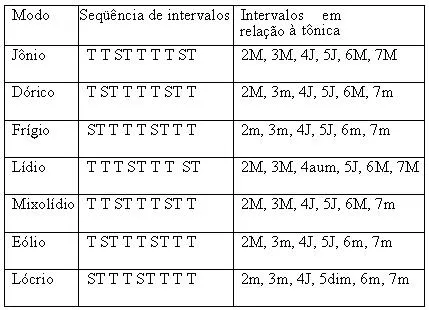 Modo Seqüência de intervalos Intervalos em
relação à tônica
Jônio T T ST T T T ST 2M, 3M, 4J, 5J, 6M, 7M
Dórico T ST T T T ST T 2M, 3m, 4J, 5J, 6M, 7m
Frígio ST T T T ST T T 2m, 3m, 4J, 5J, 6m, 7m
Lídio T T T ST T T ST 2M, 3M, 4aum, 5J, 6M, 7M
Mixolídio T T ST T T ST T 2M, 3M, 4J, 5J, 6M, 7m
Eólio T ST T T ST T T 2M, 3m, 4J, 5J, 6m, 7m
Lócrio ST T T ST T T T 2m, 3m, 4J, 5dim, 6m, 7m